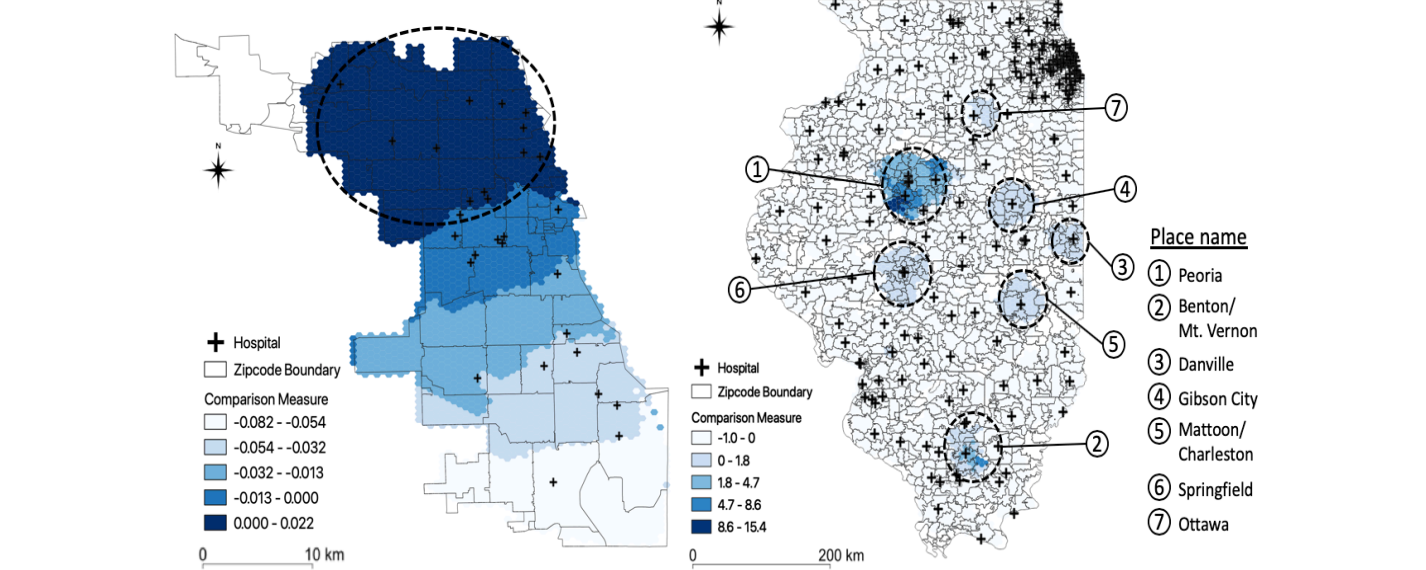 N
Hospital
Zipcode Boundary
Comparison Measure
-0.082 - -0.054
-0.054 - -0.032
-0.032 - -0.013
-0.013 - 0.000
0.000 - 0.022
0 10 km
N
7
1
4
3
6
5
2
Hospital
Zipcode Boundary
Comparison Measure
-1.0 - 0
0 - 1.8
1.8 - 4.7
4.7 - 8.6
8.6 - 15.4
0 200 km
Place name
1 Peoria
2 Benton/
Mt. Vernon
3 Danville
4 Gibson City
5 Mattoon/
Charleston
6 Springfield
7 Ottawa